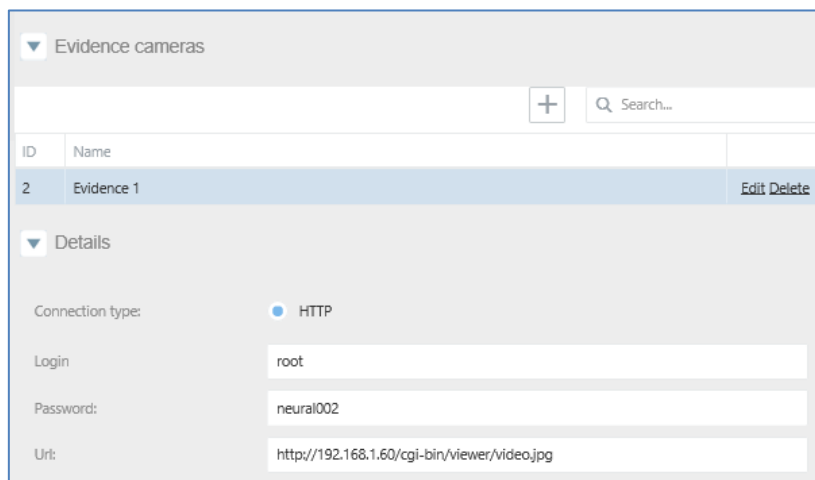 Evidence cameras
Search...
ID Name
2 Evidence 1 Edit Delete
Details
Connection type: HTTP
Login root
Password: neural002
Url: http://192.168.1.60/cgi-bin/viewer/video.jpg